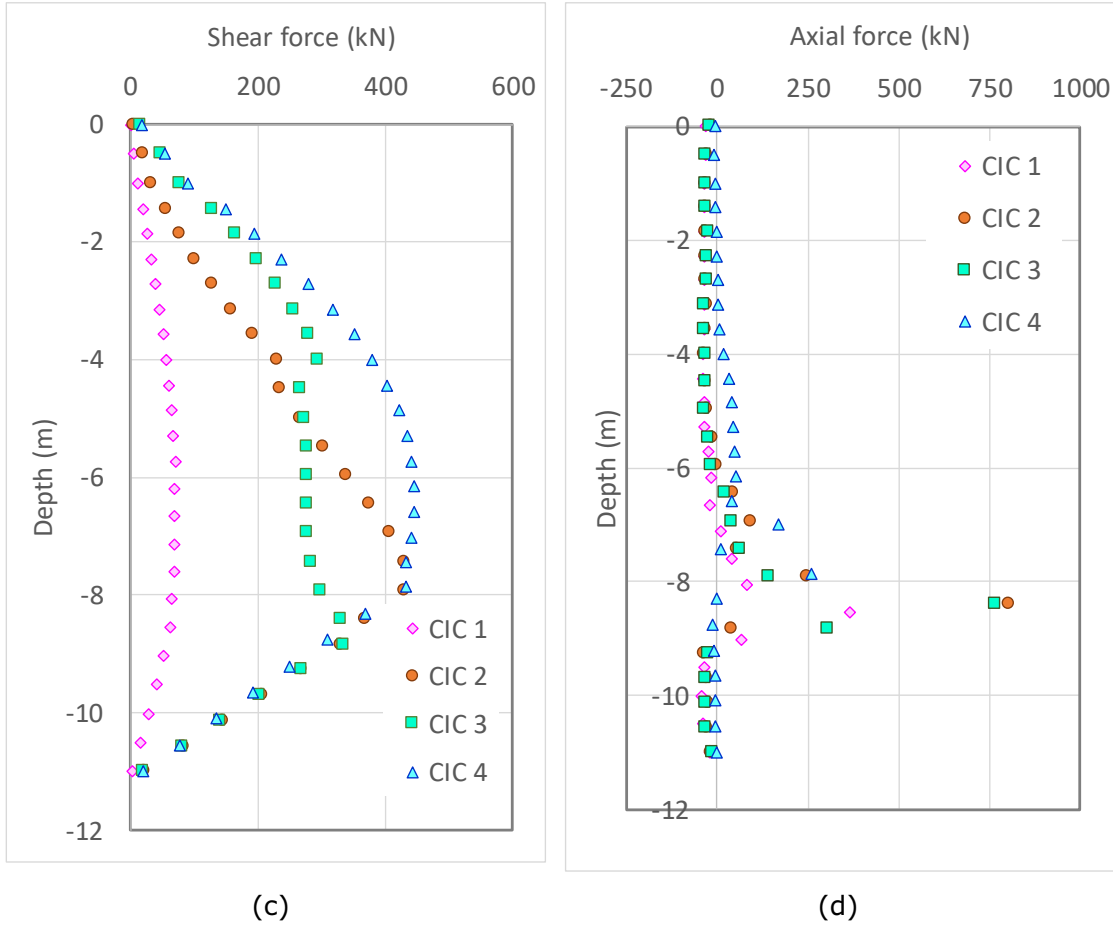 Shear force (kN)
0 200 400 600
0
-2
-4
-6
-8
-10
-12
Depth (m)
CIC 1
CIC 2
CIC 3
CIC 4
(c)
Axial force (kN)
-250 0 250 500 750 1000
0
-2
-4
-6
-8
-10
-12
Depth (m)
CIC 1
CIC 2
CIC 3
CIC 4
(d)